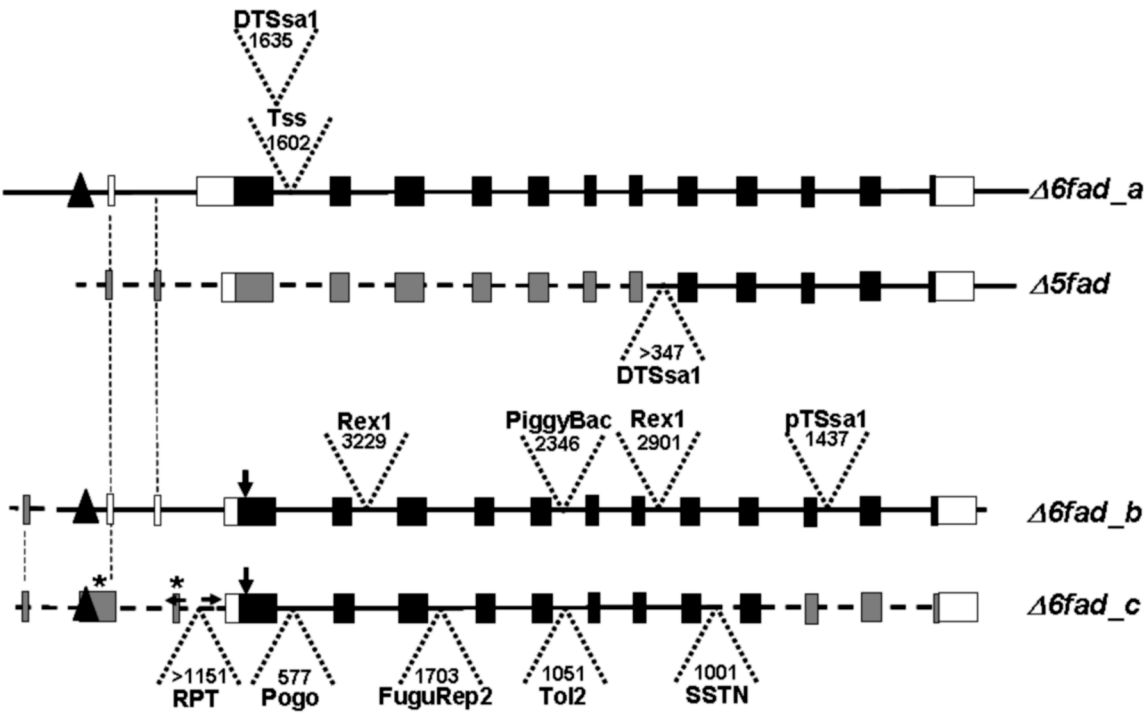 DTSsa1
1635
Tss
1602
Δ6fad_a
Δ5fad
>347
DTSsa1
Rex1
3229
PiggyBac
2346
Rex1
2901
pTSsa1
1437
Δ6fad_b
* *
Δ6fad_c
>1151
RPT
577
Pogo
1703
FuguRep2
1051
Tol2
1001
SSTN